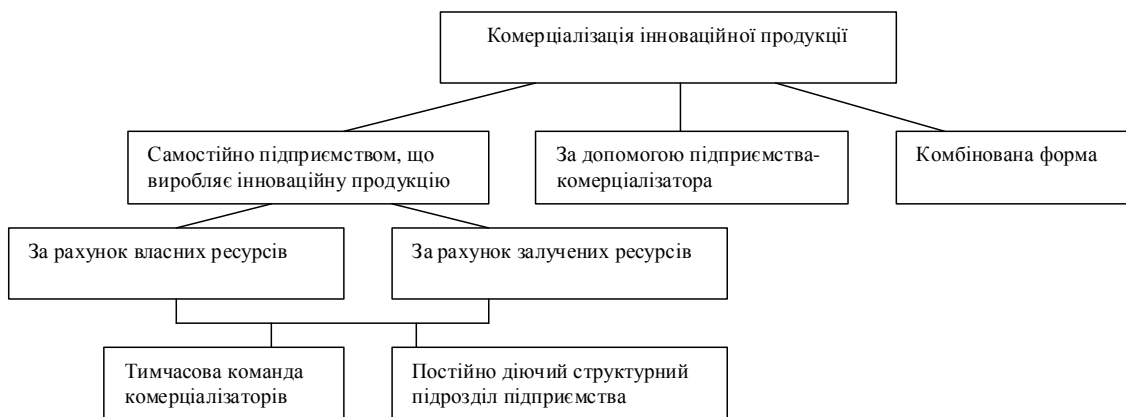 Комерціалізація інноваційної продукції
Самостійно підприємством, що
виробляє інноваційну продукцію
За допомогою підприємства-
комерціалізатора
Комбінована форма
За рахунок власних ресурсів
За рахунок залучених ресурсів
Тимчасова команда
комерціалізаторів
Постійно діючий структурний
підрозділ підприємства